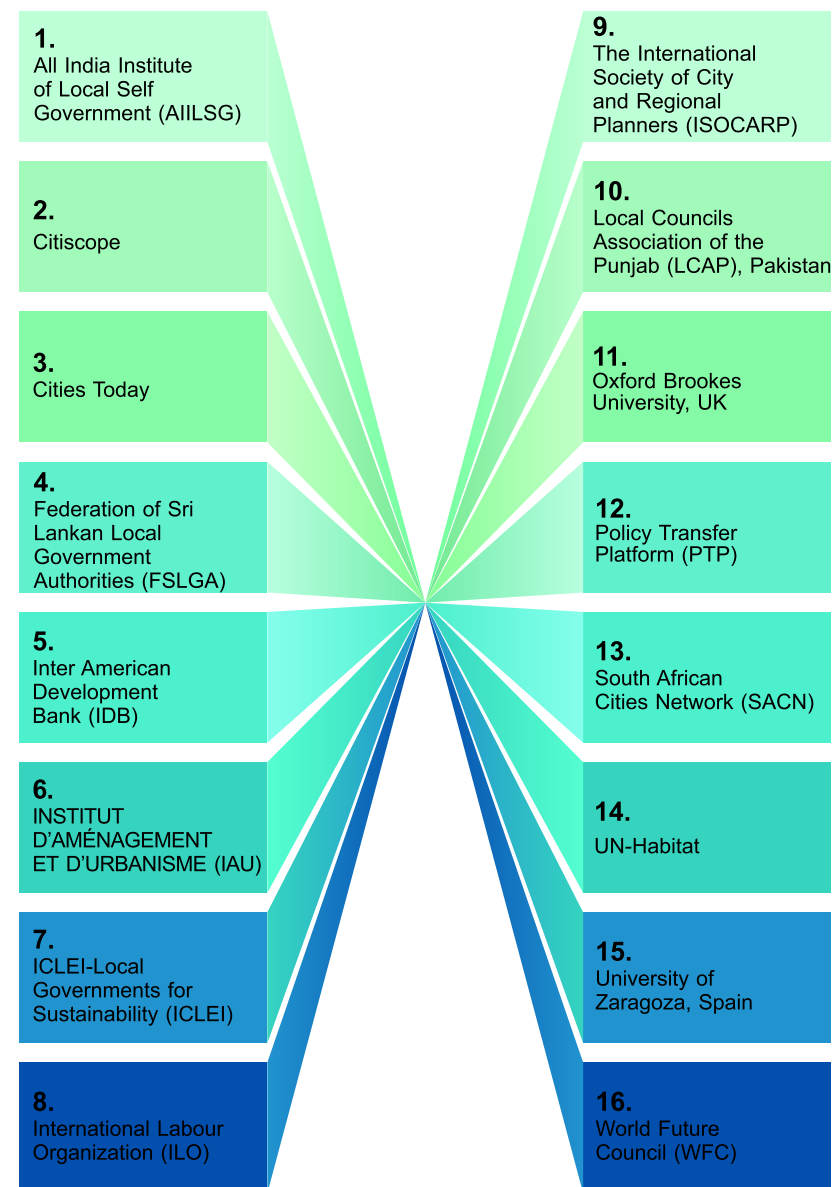 1.
All India Institute
of Local Self
Government (AIILSG)
2.
Citiscope
3.
Cities Today
4.
Federation of Sri
Lankan Local
Government
Authorities (FSLGA)
5.
Inter American
Development
Bank (IDB)
6.
INSTITUT
D’AMÉNAGEMENT
ET D’URBANISME (IAU)
7.
ICLEI-Local
Governments for
Sustainability (ICLEI)
8.
International Labour
Organization (ILO)
9.
The International
Society of City
and Regional
Planners (ISOCARP)
10.
Local Councils
Association of the
Punjab (LCAP), Pakistan
11.
Oxford Brookes
University, UK
12.
Policy Transfer
Platform (PTP)
13.
South African
Cities Network (SACN)
14.
UN-Habitat
15.
University of
Zaragoza, Spain
16.
World Future
Council (WFC)